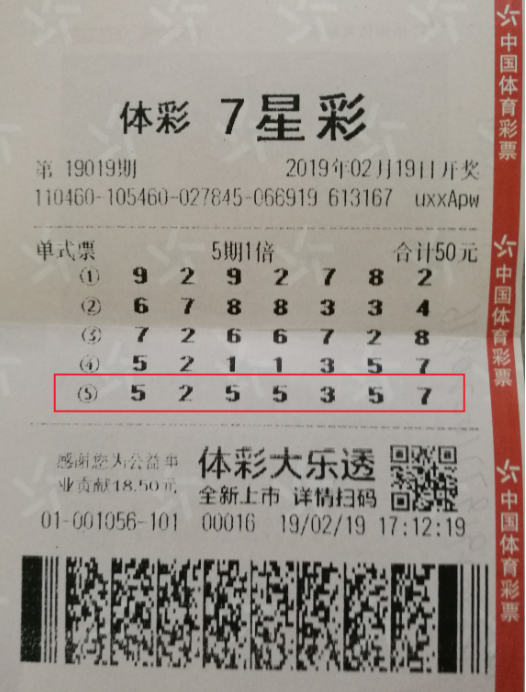 体彩 7星彩
第 19019期 2019年02月19日开奖
110460-105460-027845-066919 613167 uxxApw
单式票 5期1倍 合计50元
① 9 2 9 2 7 8 2
② 6 7 8 8 3 3 4
③ 7 2 6 6 7 2 8
④ 5 2 1 1 3 5 7
⑤ 5 2 5 5 3 5 7
感谢您为公益事
业贡献18.50元
体彩大乐透
全新上市 详情扫码
01-001056-101 00016 19/02/19 17:12:19
中国体育彩票
中国体育彩票
中国体育彩票